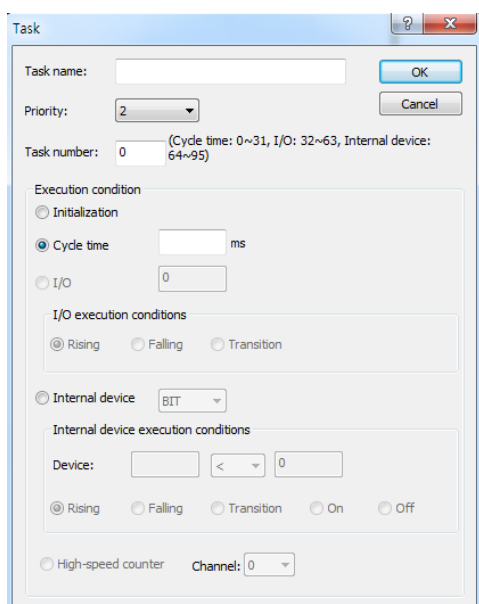 Task
Task name:
OK
Priority: 2
Cancel
Task number: 0 (Cycle time: 0~31, I/O: 32~63, Internal device:
64~95)
Execution condition
Initialization
Cycle time ms
I/O 0
I/O execution conditions
Rising Falling Transition
Internal device BIT
Internal device execution conditions
Device: < 0
Rising Falling Transition On Off
High-speed counter Channel: 0